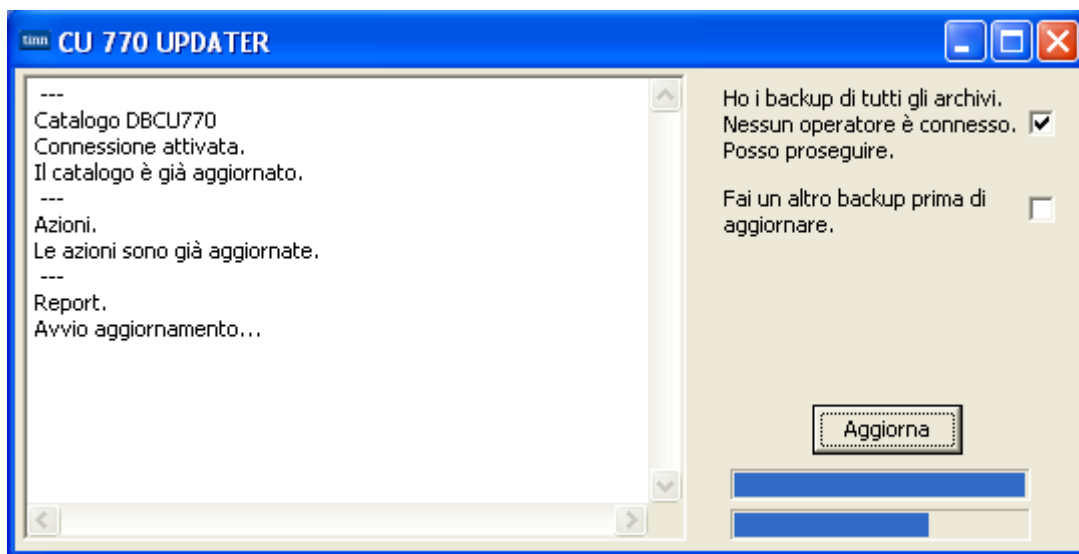 tinn CU 770 UPDATER
---
Catalogo DBCU770
Connessione attivata.
Il catalogo è già aggiornato.
---
Azioni.
Le azioni sono già aggiornate.
---
Report.
Avvio aggiornamento...
Ho i backup di tutti gli archivi.
Nessun operatore è connesso.
Posso proseguire.
Fai un altro backup prima di
aggiornare.
Aggiorna